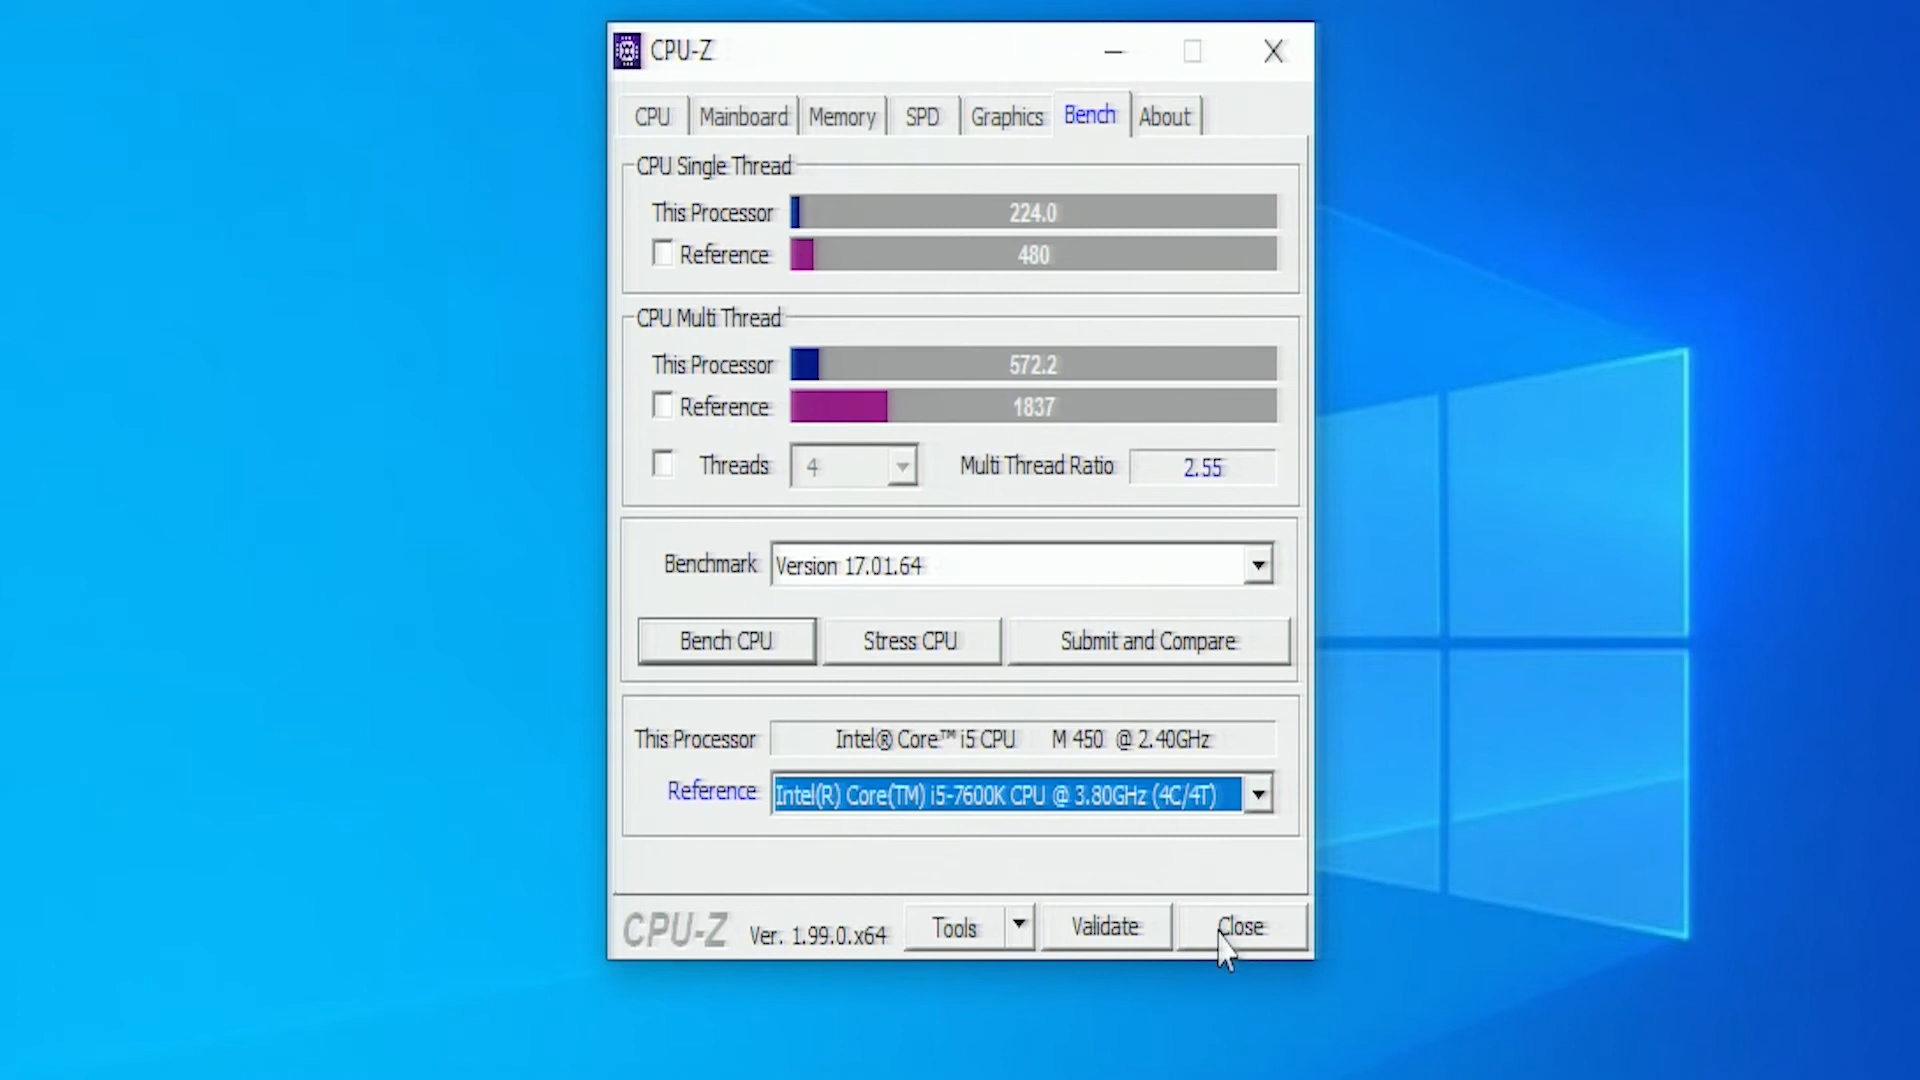 CPU-Z
CPU Mainboard Memory SPD Graphics Bench About
CPU Single Thread
This Processor 224.0
Reference 480
CPU Multi Thread
This Processor 572.2
Reference 1837
Threads 4 Multi Thread Ratio 2.55
Benchmark Version 17.01.64
Bench CPU Stress CPU Submit and Compare
This Processor Intel® Core™ i5 CPU M 450 @ 2.40GHz
Reference Intel(R) Core(TM) i5-7600K CPU @ 3.80GHz (4C/4T)
CPU-Z Ver. 1.99.0.x64 Tools Validate Close